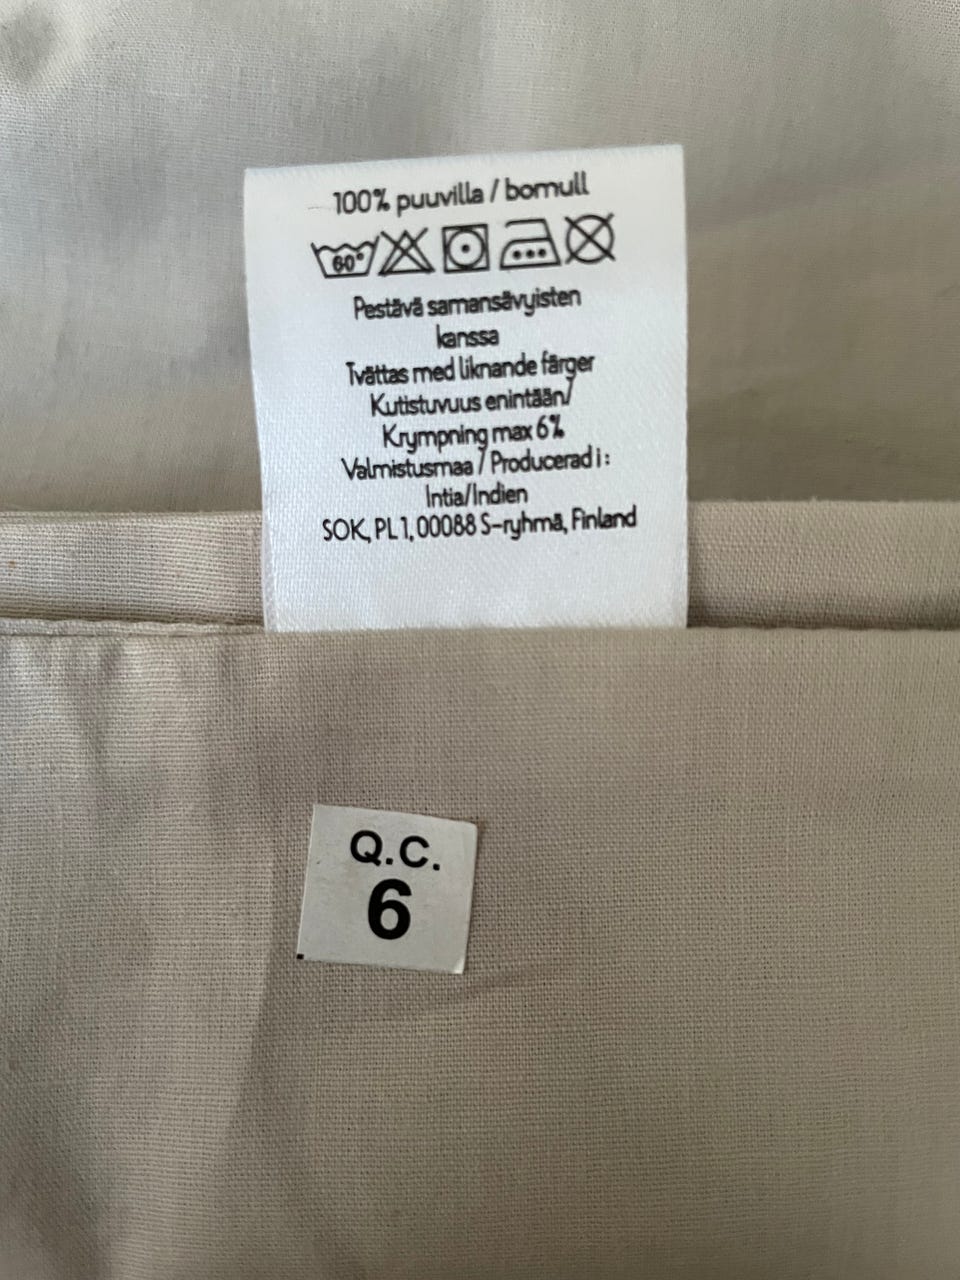 100% puuvilla / bomull
60°
Pestävä samansävyisten
kanssa
Tvättas med liknande färger
Kutistuvuus enintään/
Krympning max 6%
Valmistusmaa / Producerad i:
Intia/Indien
SOK, PL 1, 00088 S-ryhmä, Finland
Q.C.
6